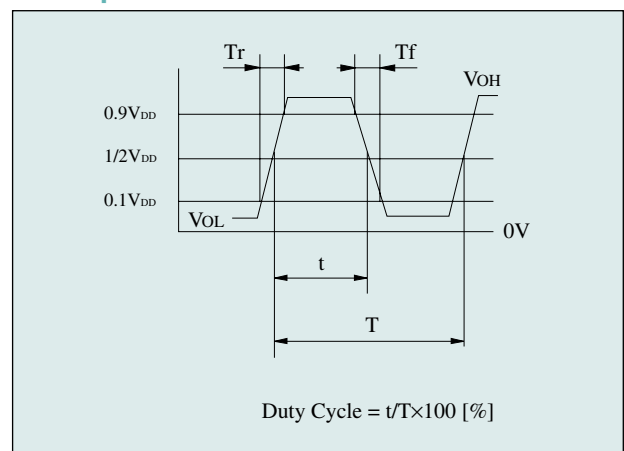 Tr
Tf
VOH
0.9VDD
1/2VDD
0.1VDD
VOL
0V
t
T
Duty Cycle = t/T×100 [%]